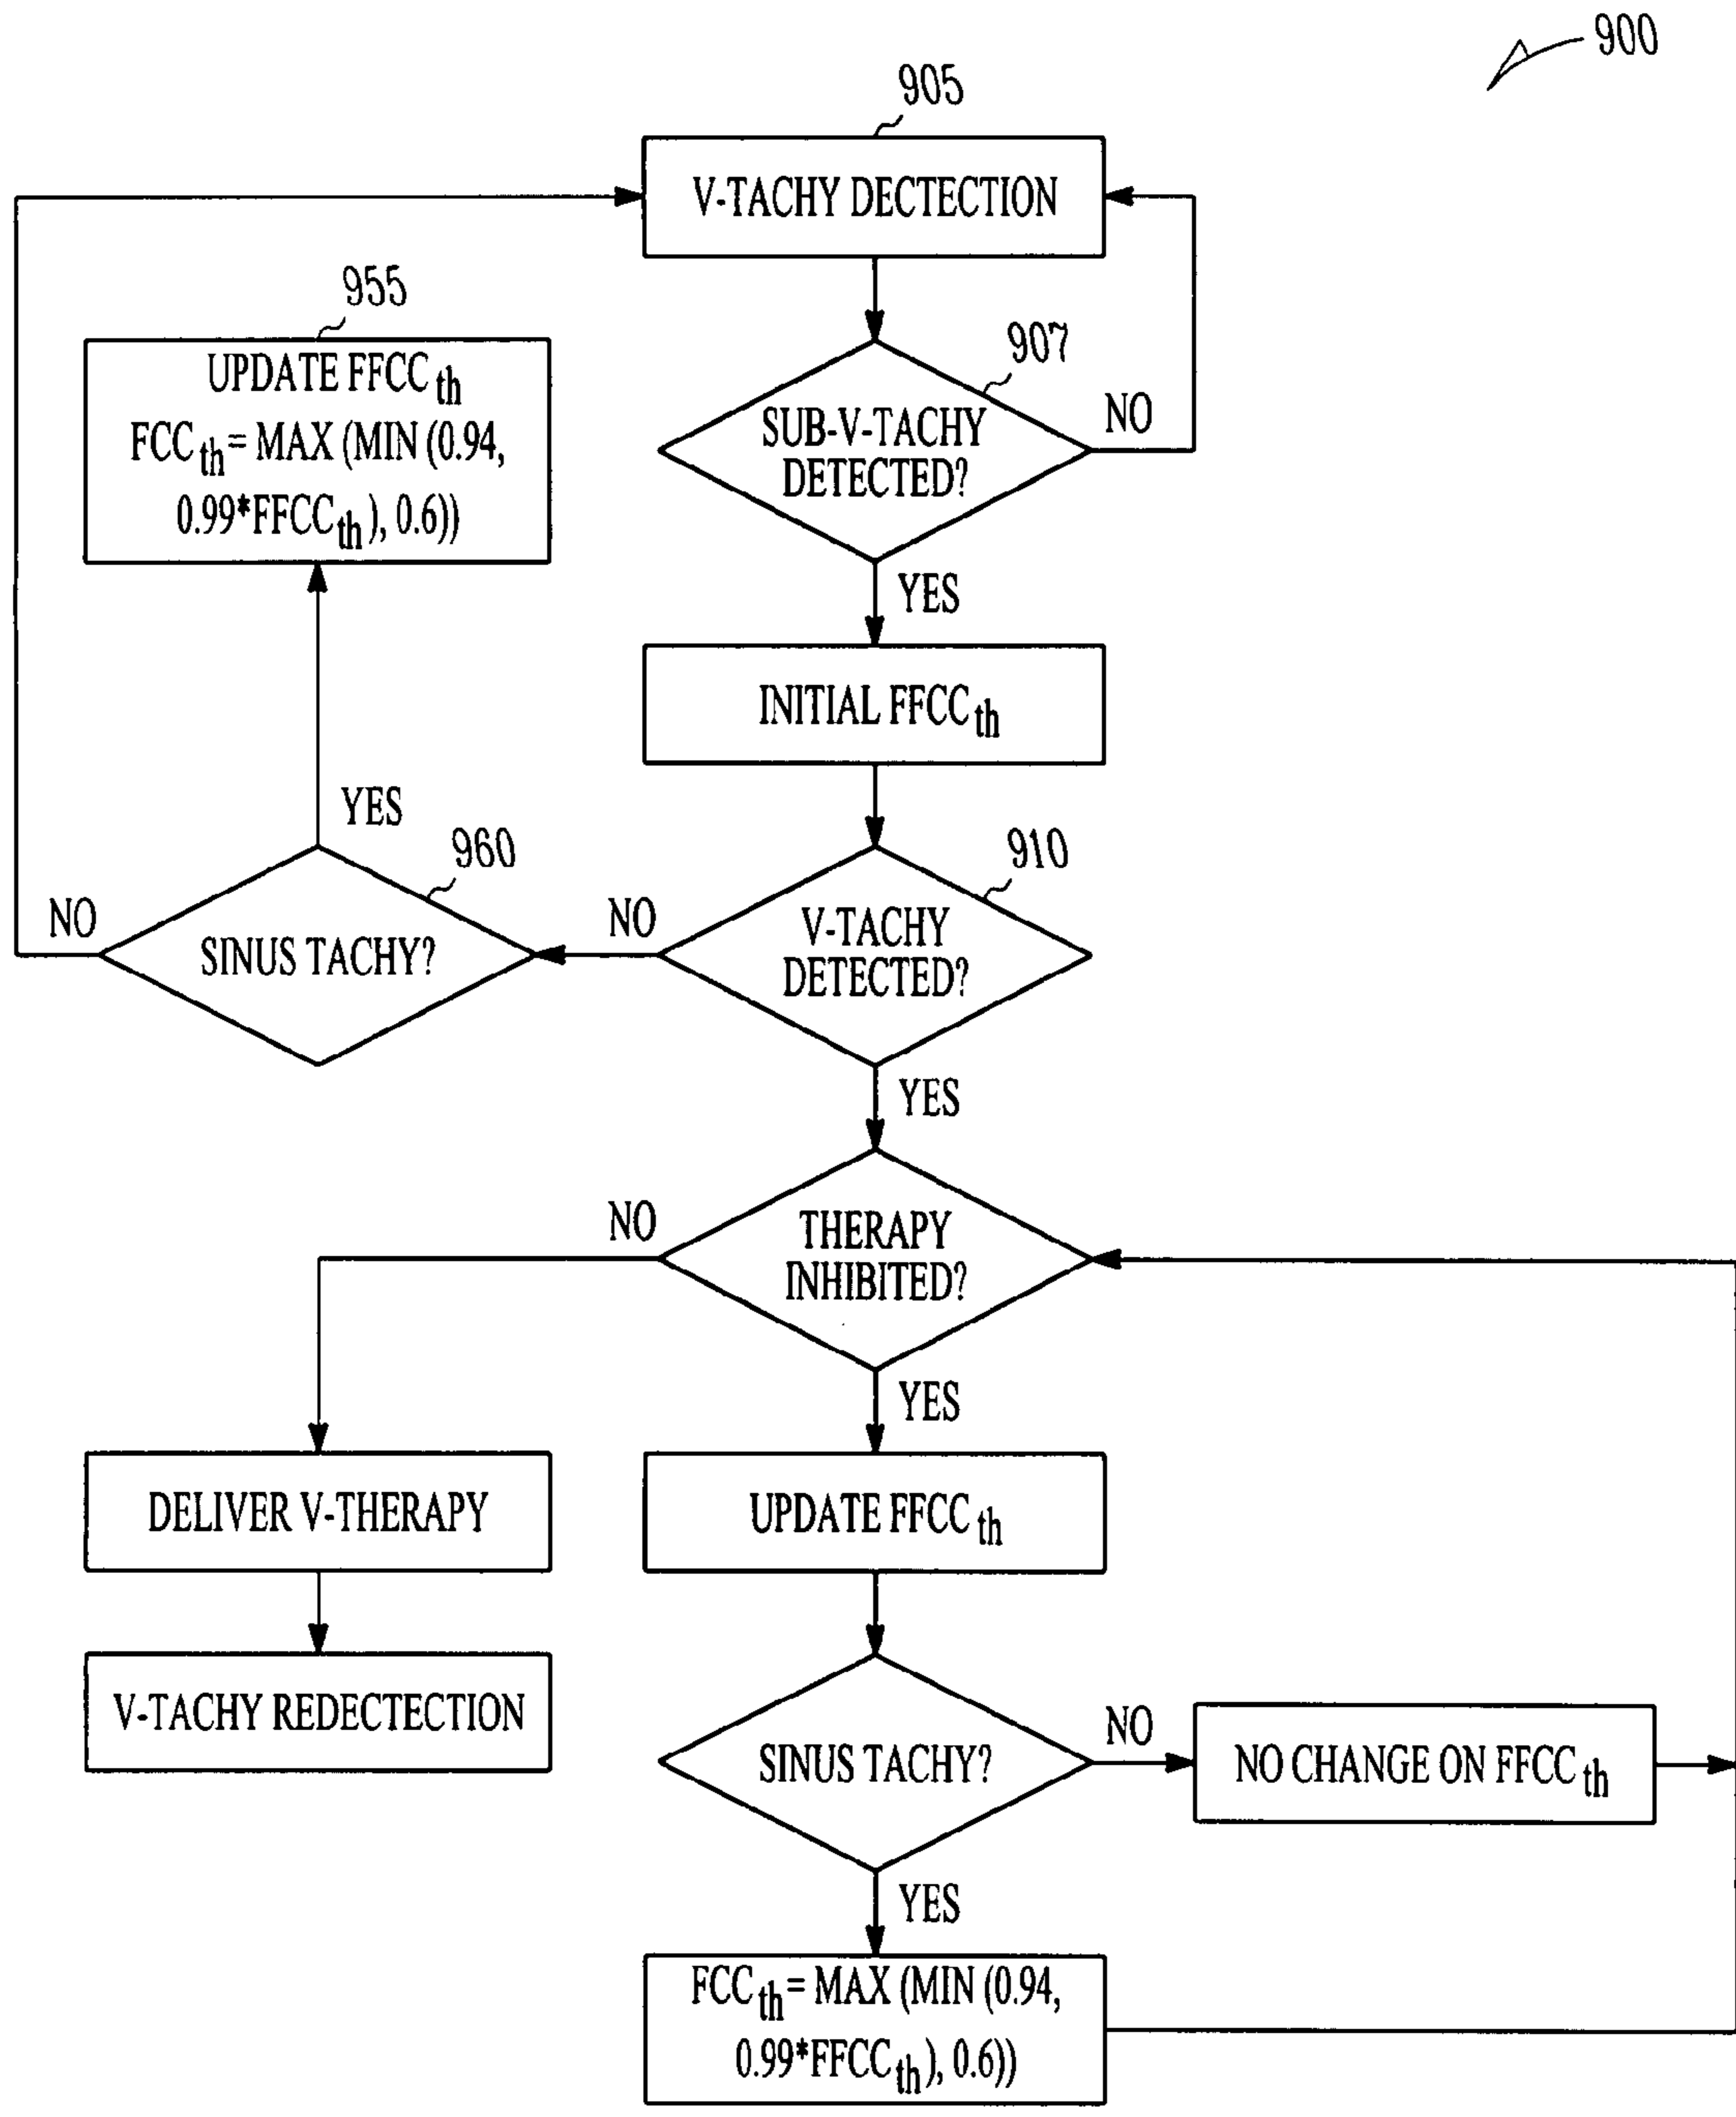 900
905
V-TACHY DECTECTION
955
UPDATE FFCC th
FCC th = MAX (MIN (0.94,
0.99*FFCC th ), 0.6))
907
SUB-V-TACHY
DETECTED?
NO
YES
INITIAL FFCC th
YES
960
910
NO
SINUS TACHY?
NO
V-TACHY
DETECTED?
YES
NO
THERAPY
INHIBITED?
YES
DELIVER V-THERAPY
UPDATE FFCC th
V-TACHY REDECTECTION
SINUS TACHY?
NO
NO CHANGE ON FFCC th
YES
FCC th = MAX (MIN (0.94,
0.99*FFCC th ), 0.6))